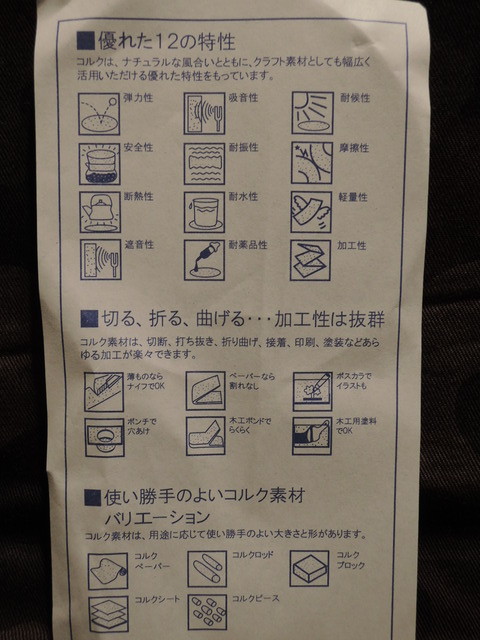 ■優れた12の特性
コルクは、ナチュラルな風合いとともに、クラフト素材としても幅広く
活用いただける優れた特性をもっています。
弾力性
吸音性
耐候性
安全性
耐振性
摩擦性
断熱性
耐水性
軽量性
遮音性
耐薬品性
加工性
■切る、折る、曲げる･･･加工性は抜群
コルク素材は、切断、打ち抜き、折り曲げ、接着、印刷、塗装などあら
ゆる加工が楽々できます。
薄ものなら
ナイフでOK
ペーパーなら
割れなし
ポスカラで
イラストも
ポンチで
穴あけ
木工ボンドで
らくらく
木工用塗料
でOK
■使い勝手のよいコルク素材
バリエーション
コルク素材は、用途に応じて使い勝手のよい大きさと形があります。
コルク
ペーパー
コルクロッド
コルク
ブロック
コルクシート
コルクピース